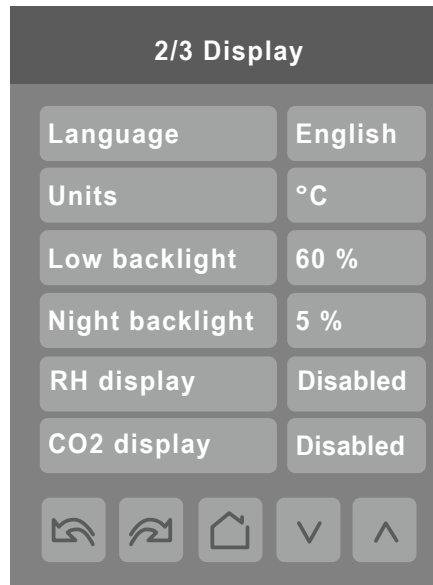 2/3 Display
Language English
Units °C
Low backlight 60 %
Night backlight 5 %
RH display Disabled
CO2 display Disabled